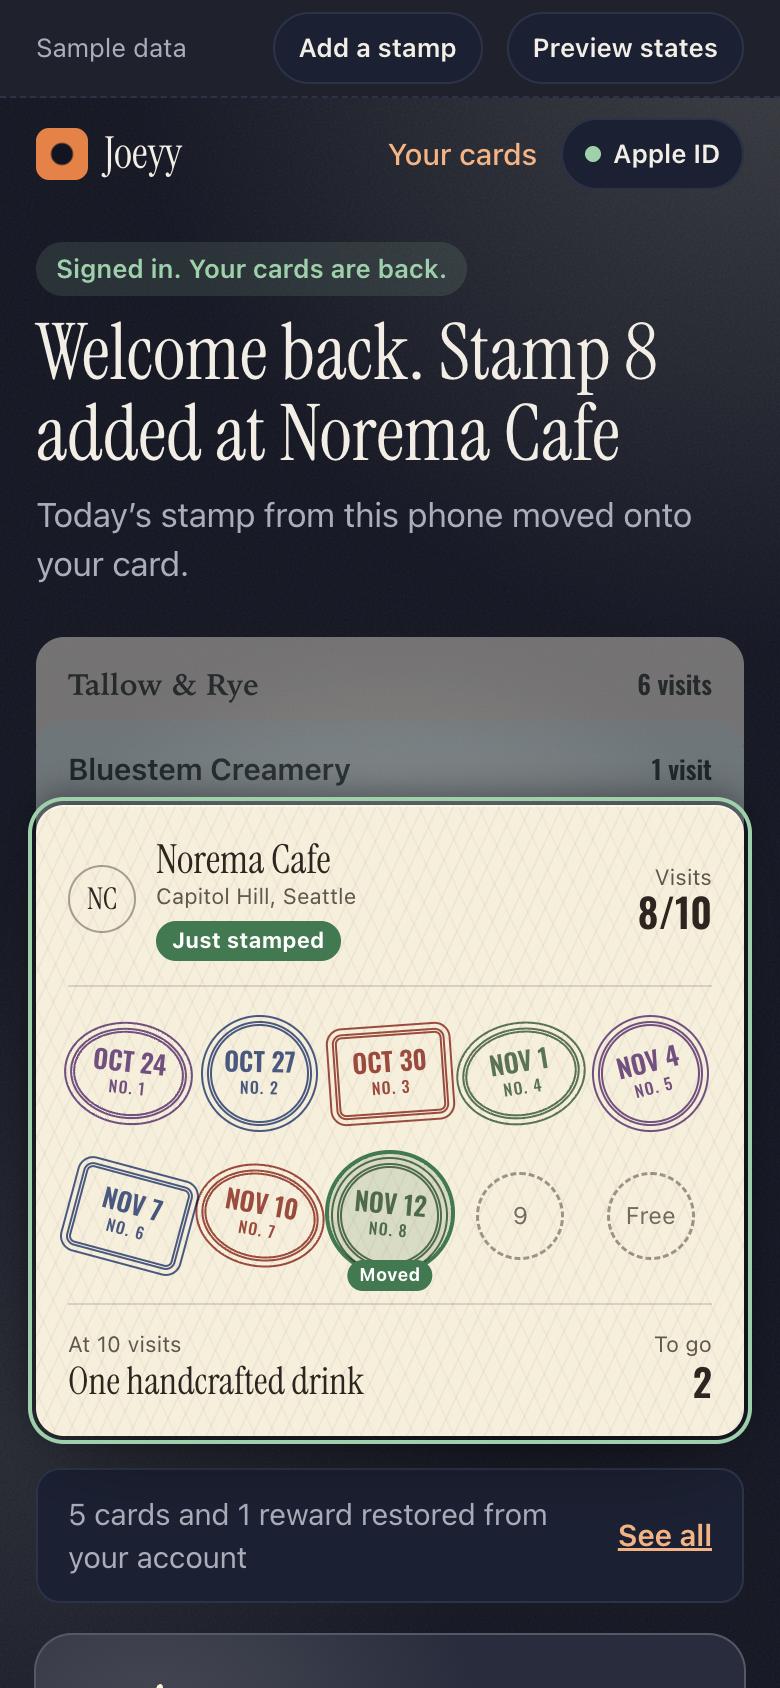 Sample data
Add a stamp
Preview states
Joeyy
Your cards
Apple ID
Signed in. Your cards are back.
Welcome back. Stamp 8
added at Norema Cafe
Today’s stamp from this phone moved onto
your card.
Tallow & Rye
6 visits
Bluestem Creamery
1 visit
NC
Norema Cafe
Capitol Hill, Seattle
Just stamped
Visits
8/10
OCT 24
NO. 1
OCT 27
NO. 2
OCT 30
NO. 3
NOV 1
NO. 4
NOV 4
NO. 5
NOV 7
NO. 6
NOV 10
NO. 7
NOV 12
NO. 8
Moved
9
Free
At 10 visits
One handcrafted drink
To go
2
5 cards and 1 reward restored from
your account
See all